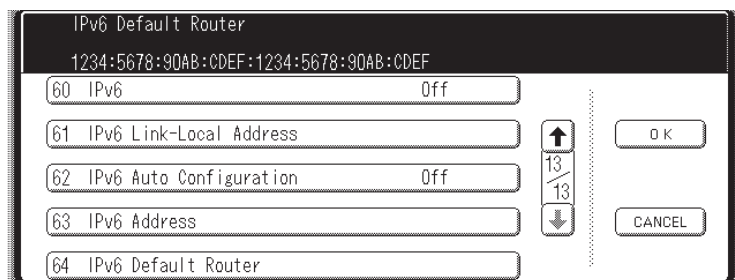 IPv6 Default Router
1234:5678:90AB:CDEF:1234:5678:90AB:CDEF
60 IPv6 Off
61 IPv6 Link-Local Address
62 IPv6 Auto Configuration Off
63 IPv6 Address
64 IPv6 Default Router
13/13
OK
CANCEL